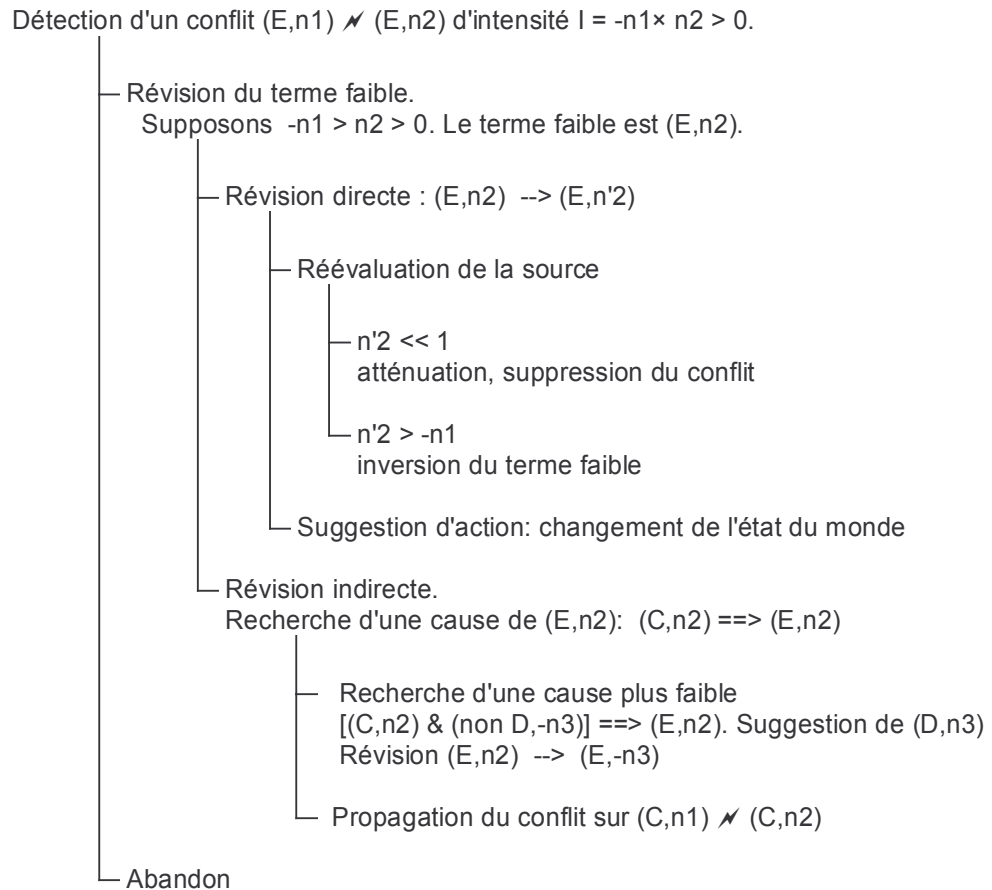 Détection d'un conflit (E,n1) ⚡ (E,n2) d'intensité I = -n1× n2 > 0.
Révision du terme faible.
Supposons -n1 > n2 > 0. Le terme faible est (E,n2).
Révision directe : (E,n2) --> (E,n'2)
Réévaluation de la source
n'2 << 1
atténuation, suppression du conflit
n'2 > -n1
inversion du terme faible
Suggestion d'action: changement de l'état du monde
Révision indirecte.
Recherche d'une cause de (E,n2): (C,n2) ==> (E,n2)
Recherche d'une cause plus faible
[(C,n2) & (non D,-n3)] ==> (E,n2). Suggestion de (D,n3)
Révision (E,n2) --> (E,-n3)
Propagation du conflit sur (C,n1) ⚡ (C,n2)
Abandon